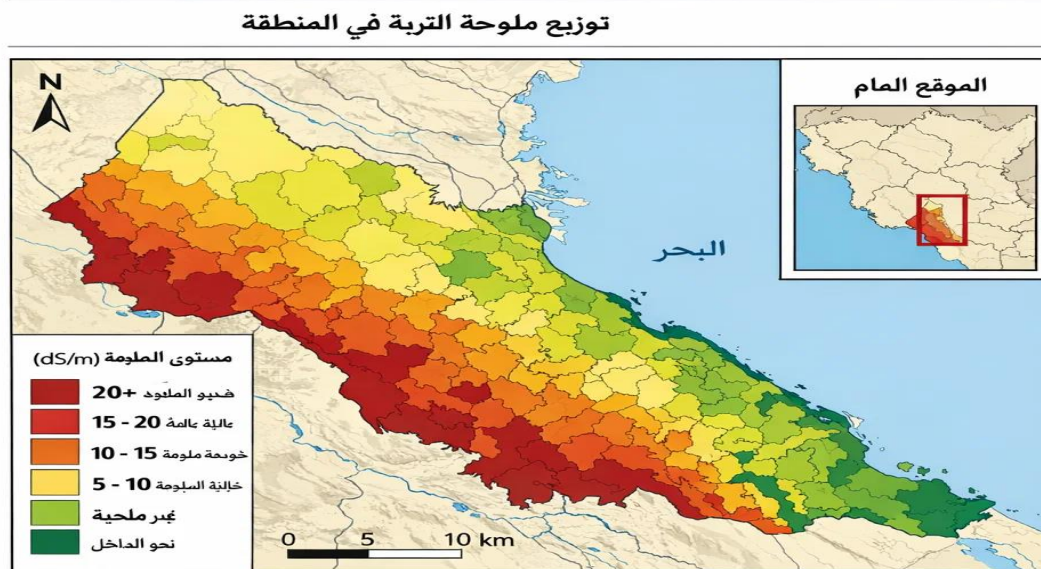 توزيع ملوحة التربة في المنطقة
N
الموقع العام
البحر
مستوى الملوحة (dS/m)
20+
15 - 20
10 - 15
5 - 10
غير ملحية
نحو الداخل
0 5 10 km